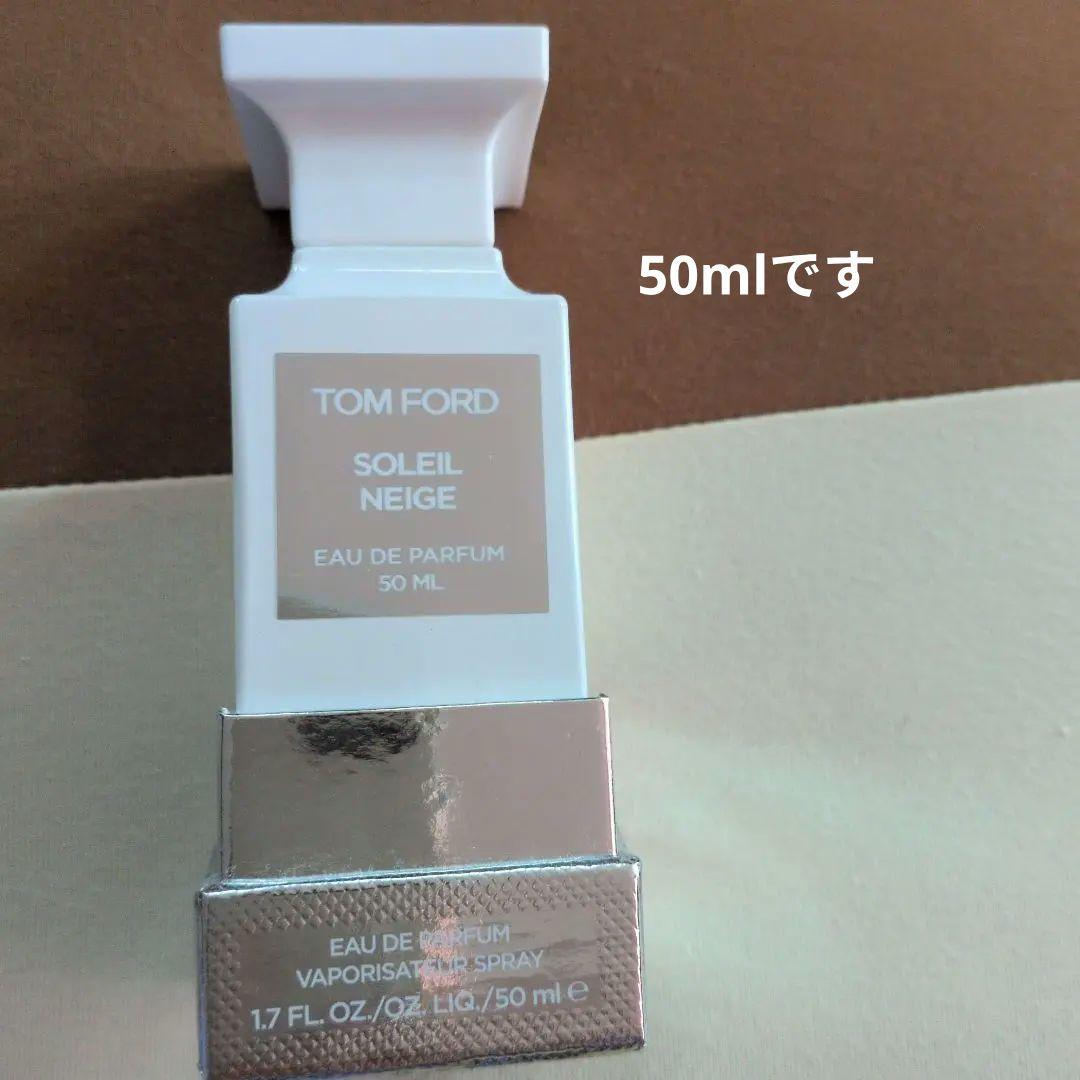 50mlです
TOM FORD
SOLEIL
NEIGE
EAU DE PARFUM
50 ML
EAU DE PARFUM
VAPORISATEUR SPRAY
1.7 FL. OZ./OZ. LIQ./50 ml ℮